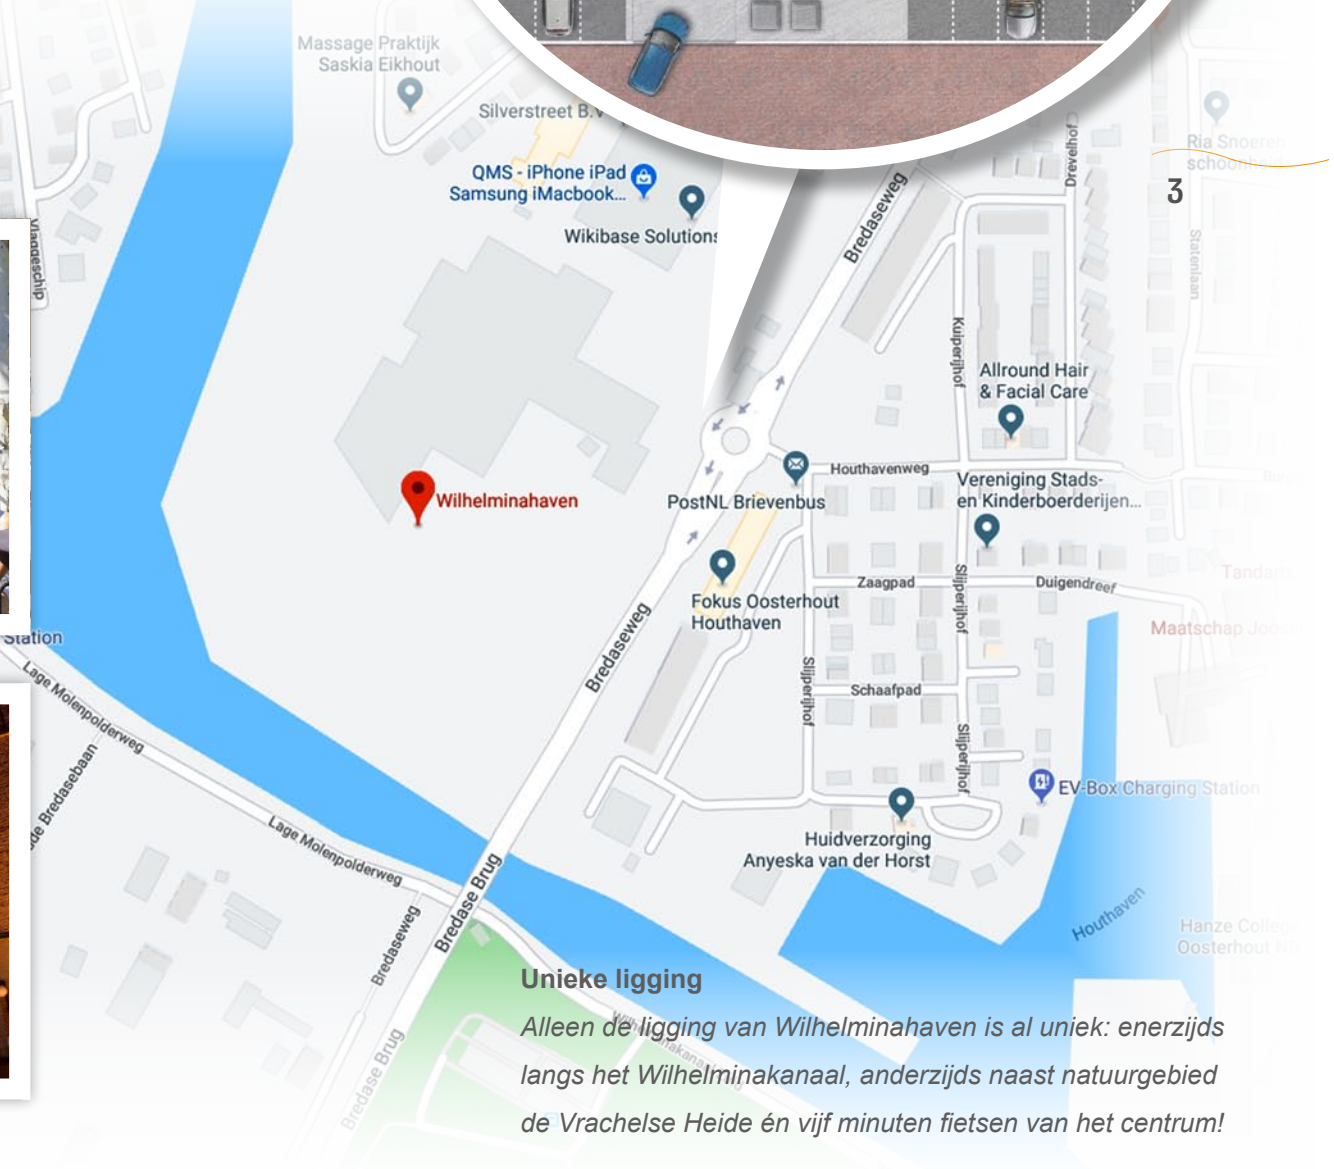 Massage Praktijk
Saskia Eikhout
Silverstreet B.V
QMS - iPhone iPad
Samsung iMacbook...
Wikibase Solutions
Bredaseweg
Drevelhof
Ria Snoeren
3
Statenlaan
Vlaggeschip
Kuiperijhof
Allround Hair
& Facial Care
Houthavenweg
Vereniging Stads-
en Kinderboerderijen...
PostNL Brievenbus
Wilhelminahaven
Zaagpad
Slijperijhof
Duigendreef
Fokus Oosterhout
Houthaven
Maatschap
Station
Bredaseweg
Lage Molenpolderweg
Slijperijhof
Schaafpad
Slijperijhof
de Bredasebaan
EV-Box Charging Station
Lage Molenpolderweg
Huidverzorging
Anyeska van der Horst
Bredase Brug
Bredaseweg
Houthaven
Hanze College
Oosterhout
Bredase Brug
Unieke ligging
Alleen de ligging van Wilhelminahaven is al uniek: enerzijds
langs het Wilhelminakanaal, anderzijds naast natuurgebied
de Vrachelse Heide én vijf minuten fietsen van het centrum!